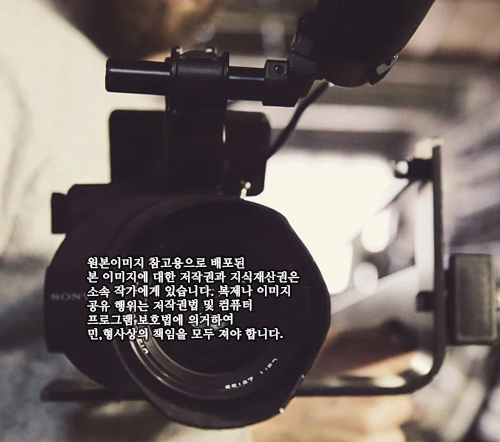 원본이미지 참고용으로 배포된
본 이미지에 대한 저작권과 지식재산권은
소속 작가에게 있습니다. 복제나 이미지
SONY
공유 행위는 저작권법 및 컴퓨터
프로그램보호법에 의거하여
민,형사상의 책임을 모두 져야 합니다.